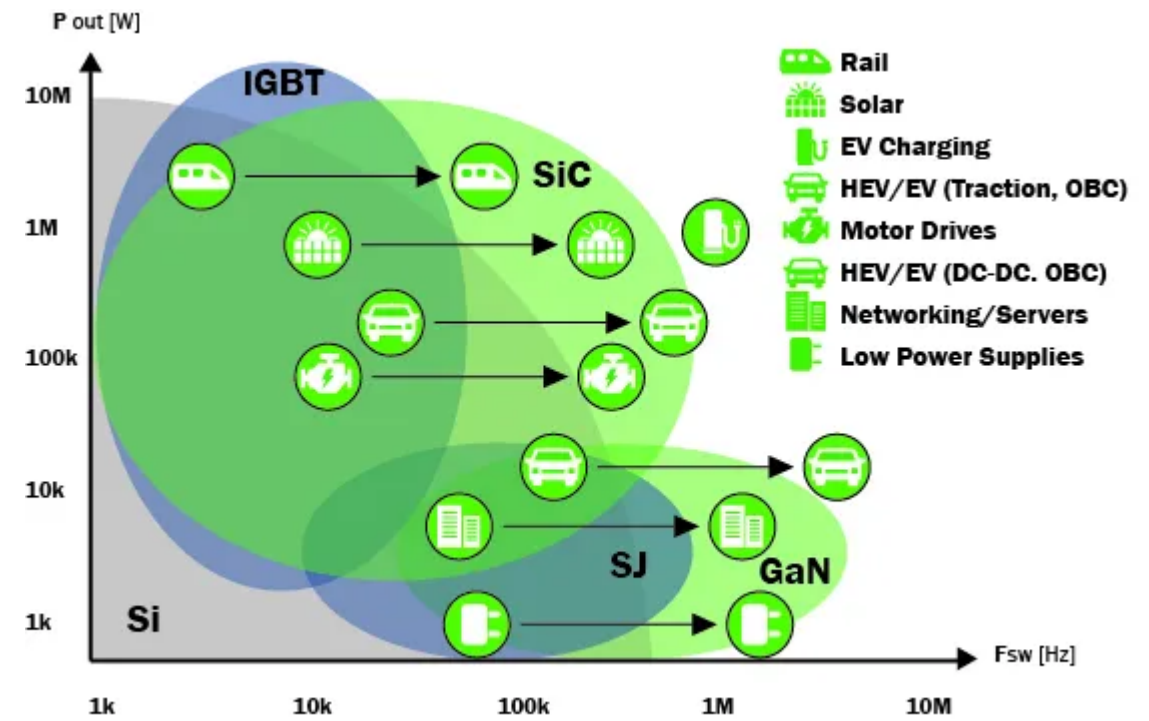 P out [W]
10M
1M
100k
10k
1k
IGBT
SiC
SJ
GaN
Si
Rail
Solar
EV Charging
HEV/EV (Traction, OBC)
Motor Drives
HEV/EV (DC-DC. OBC)
Networking/Servers
Low Power Supplies
Fsw [Hz]
1k
10k
100k
1M
10M